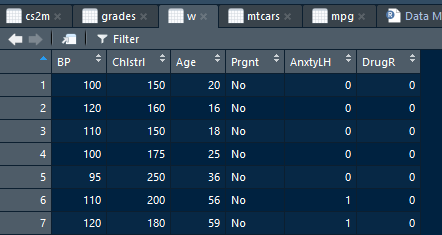 cs2m grades w mtcars mpg Data M
Filter
BP Chlstrl Age Prgnt AnxtyLH DrugR
1 100 150 20 No 0 0
2 120 160 16 No 0 0
3 110 150 18 No 0 0
4 100 175 25 No 0 0
5 95 250 36 No 0 0
6 110 200 56 No 1 0
7 120 180 59 No 1 0